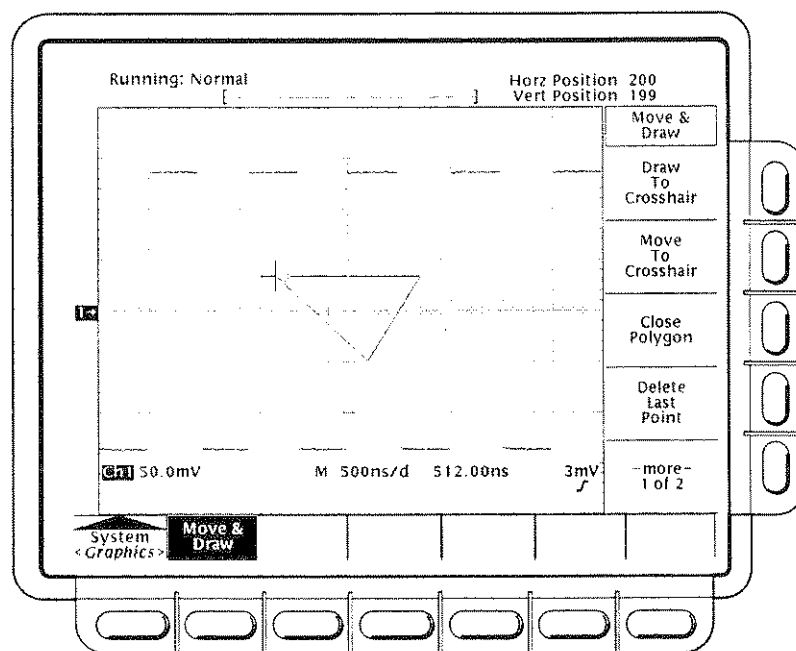 Running: Normal
Horz Position 200
Vert Position 199
Move &
Draw
Draw
To
Crosshair
Move
To
Crosshair
Close
Polygon
Delete
Last
Point
-more-
1 of 2
1→
Ch1 50.0mV M 500ns/d 512.00ns 3mV
System
<Graphics>
Move &
Draw